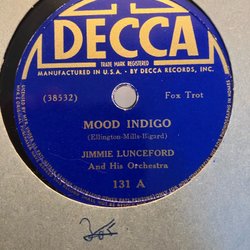 DECCA
TRADE MARK REGISTERED
MANUFACTURED IN U.S.A. - BY DECCA RECORDS, INC.
(38532)
Fox Trot
MOOD INDIGO
(Ellington-Mills-Bigard)
JIMMIE LUNCEFORD
And His Orchestra
131 A